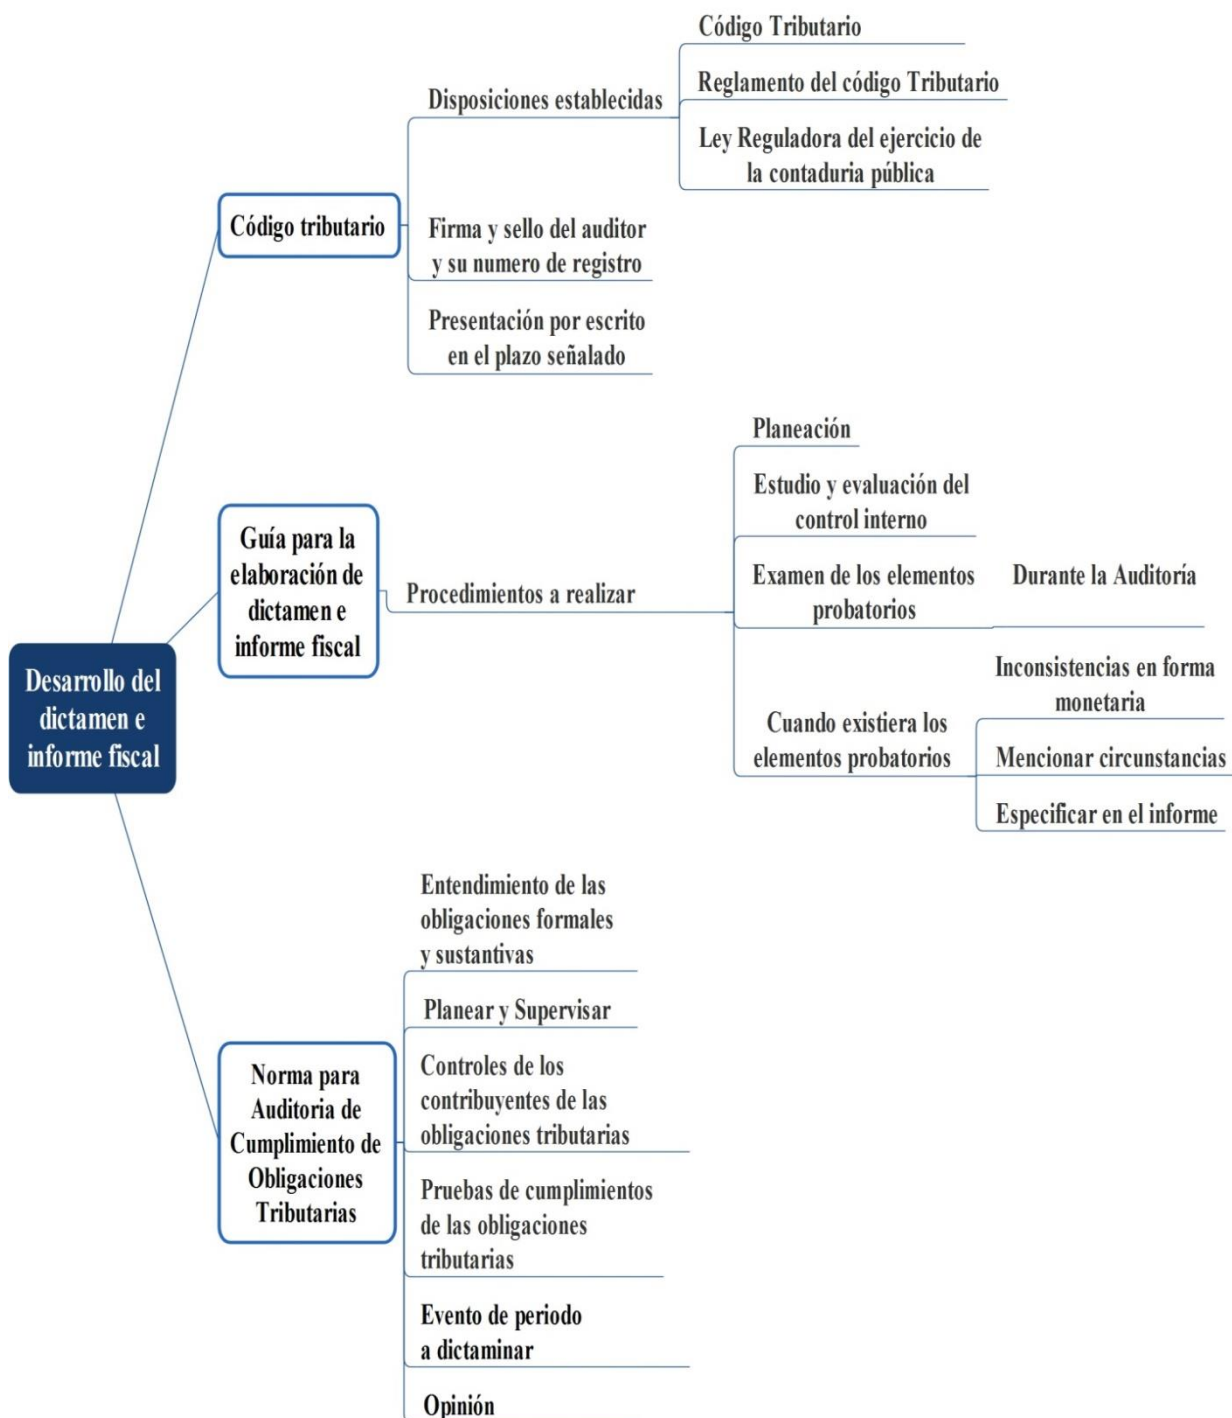 Desarrollo del
dictamen e
informe fiscal
Código tributario
Disposiciones establecidas
Código Tributario
Reglamento del código Tributario
Ley Reguladora del ejercicio de
la contaduria pública
Firma y sello del auditor
y su numero de registro
Presentación por escrito
en el plazo señalado
Guía para la
elaboración de
dictamen e
informe fiscal
Procedimientos a realizar
Planeación
Estudio y evaluación del
control interno
Examen de los elementos
probatorios
Durante la Auditoría
Cuando existiera los
elementos probatorios
Inconsistencias en forma
monetaria
Mencionar circunstancias
Especificar en el informe
Norma para
Auditoria de
Cumplimiento de
Obligaciones
Tributarias
Entendimiento de las
obligaciones formales
y sustantivas
Planear y Supervisar
Controles de los
contribuyentes de las
obligaciones tributarias
Pruebas de cumplimientos
de las obligaciones
tributarias
Evento de periodo
a dictaminar
Opinión